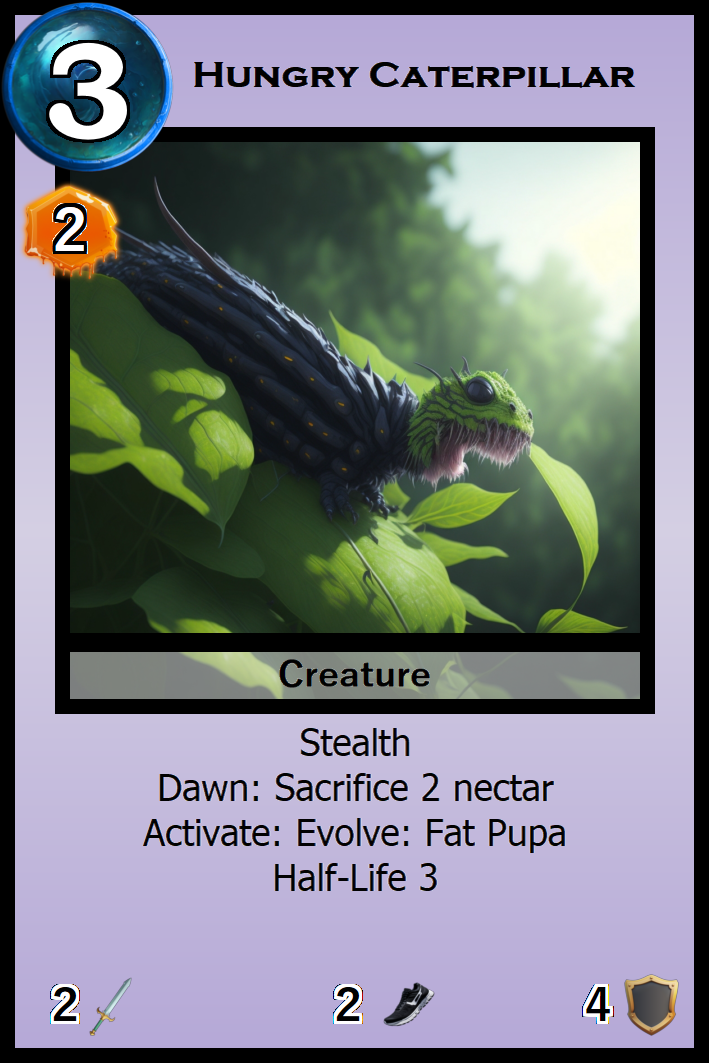 3
Hungry Caterpillar
2
Creature
Stealth
Dawn: Sacrifice 2 nectar
Activate: Evolve: Fat Pupa
Half-Life 3
2 2 4